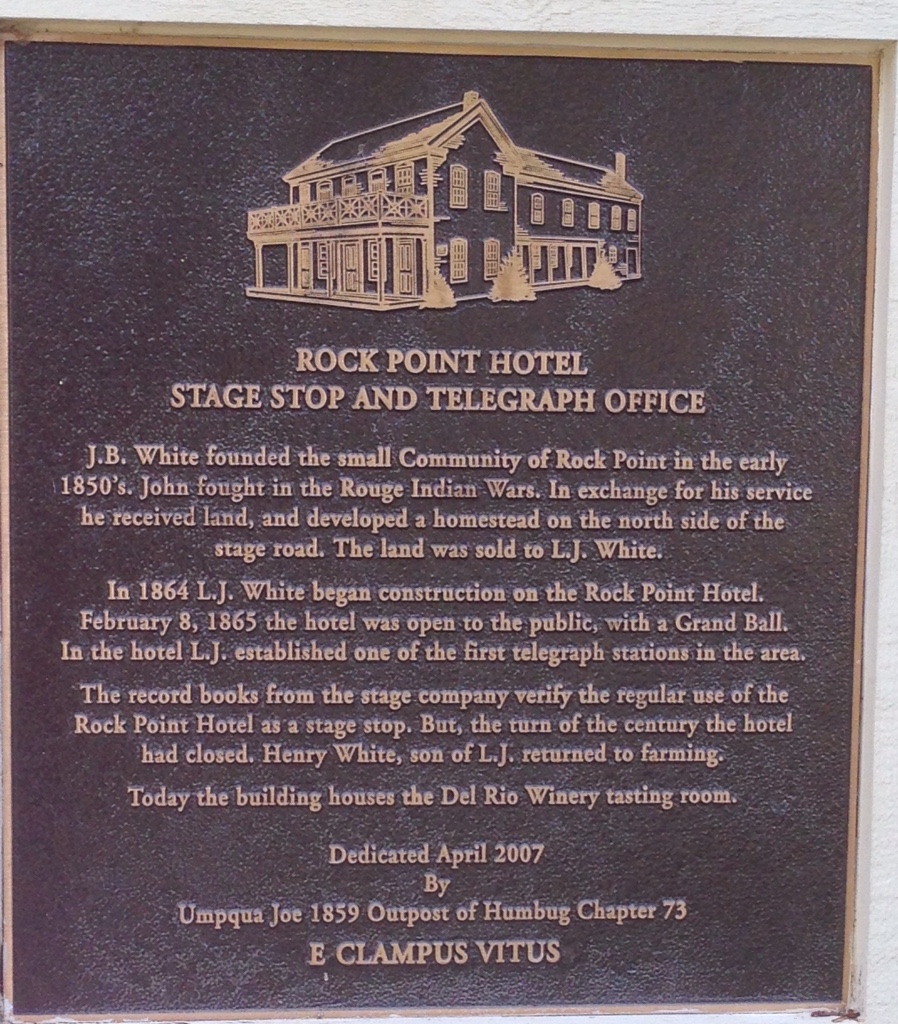 ROCK POINT HOTEL
STAGE STOP AND TELEGRAPH OFFICE
J.B. White founded the small Community of Rock Point in the early
1850's. John fought in the Rouge Indian Wars. In exchange for his service
he received land, and developed a homestead on the north side of the
stage road. The land was sold to L.J. White.
In 1864 L.J. White began construction on the Rock Point Hotel.
February 8, 1865 the hotel was open to the public, with a Grand Ball.
In the hotel L.J. established one of the first telegraph stations in the area.
The record books from the stage company verify the regular use of the
Rock Point Hotel as a stage stop. But, the turn of the century the hotel
had closed. Henry White, son of L.J. returned to farming.
Today the building houses the Del Rio Winery tasting room.
Dedicated April 2007
By
Umpqua Joe 1859 Outpost of Humbug Chapter 73
E CLAMPUS VITUS